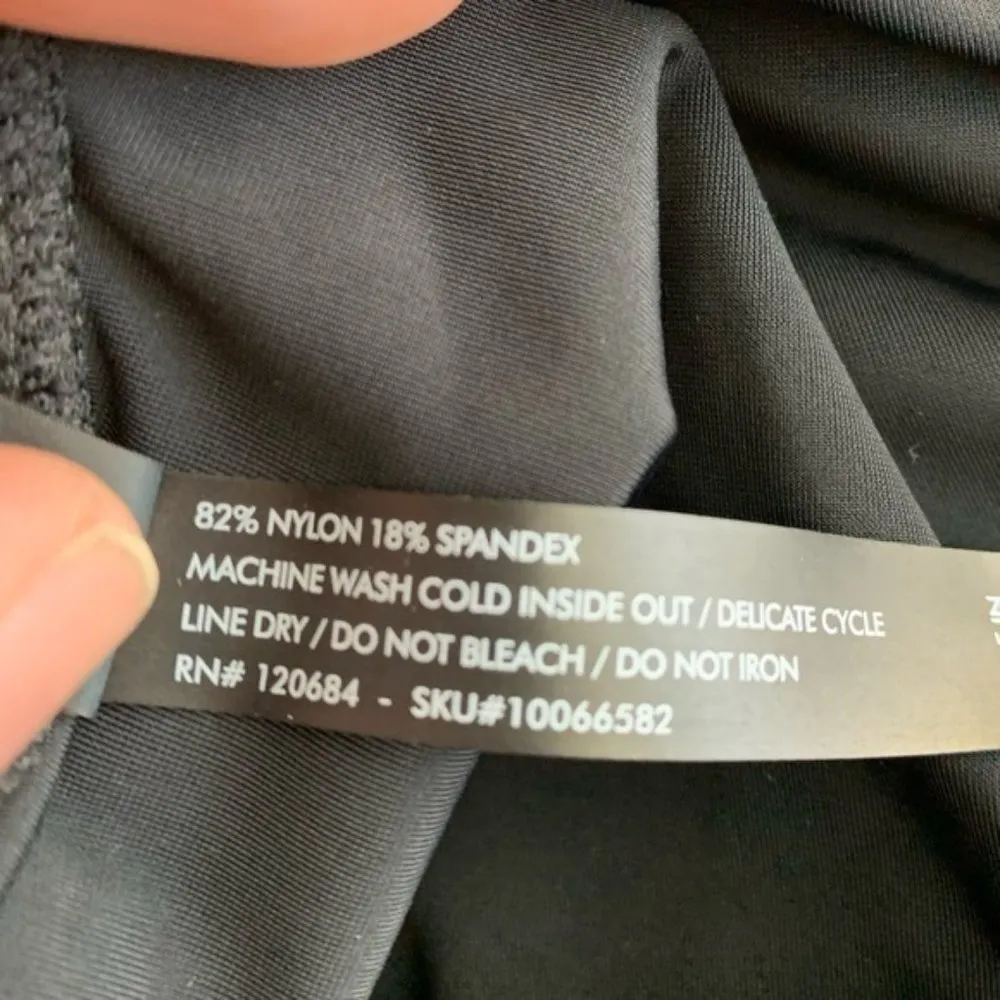 82% NYLON 18% SPANDEX
MACHINE WASH COLD INSIDE OUT / DELICATE CYCLE
LINE DRY / DO NOT BLEACH / DO NOT IRON
RN# 120684 - SKU#10066582